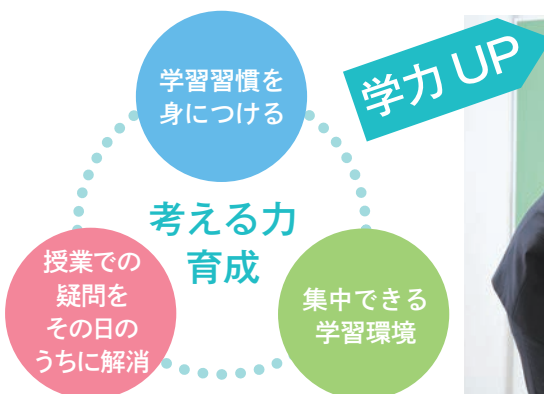 学習習慣を
身につける
学力 UP
考える力
育成
授業での
疑問を
その日の
うちに解消
集中できる
学習環境